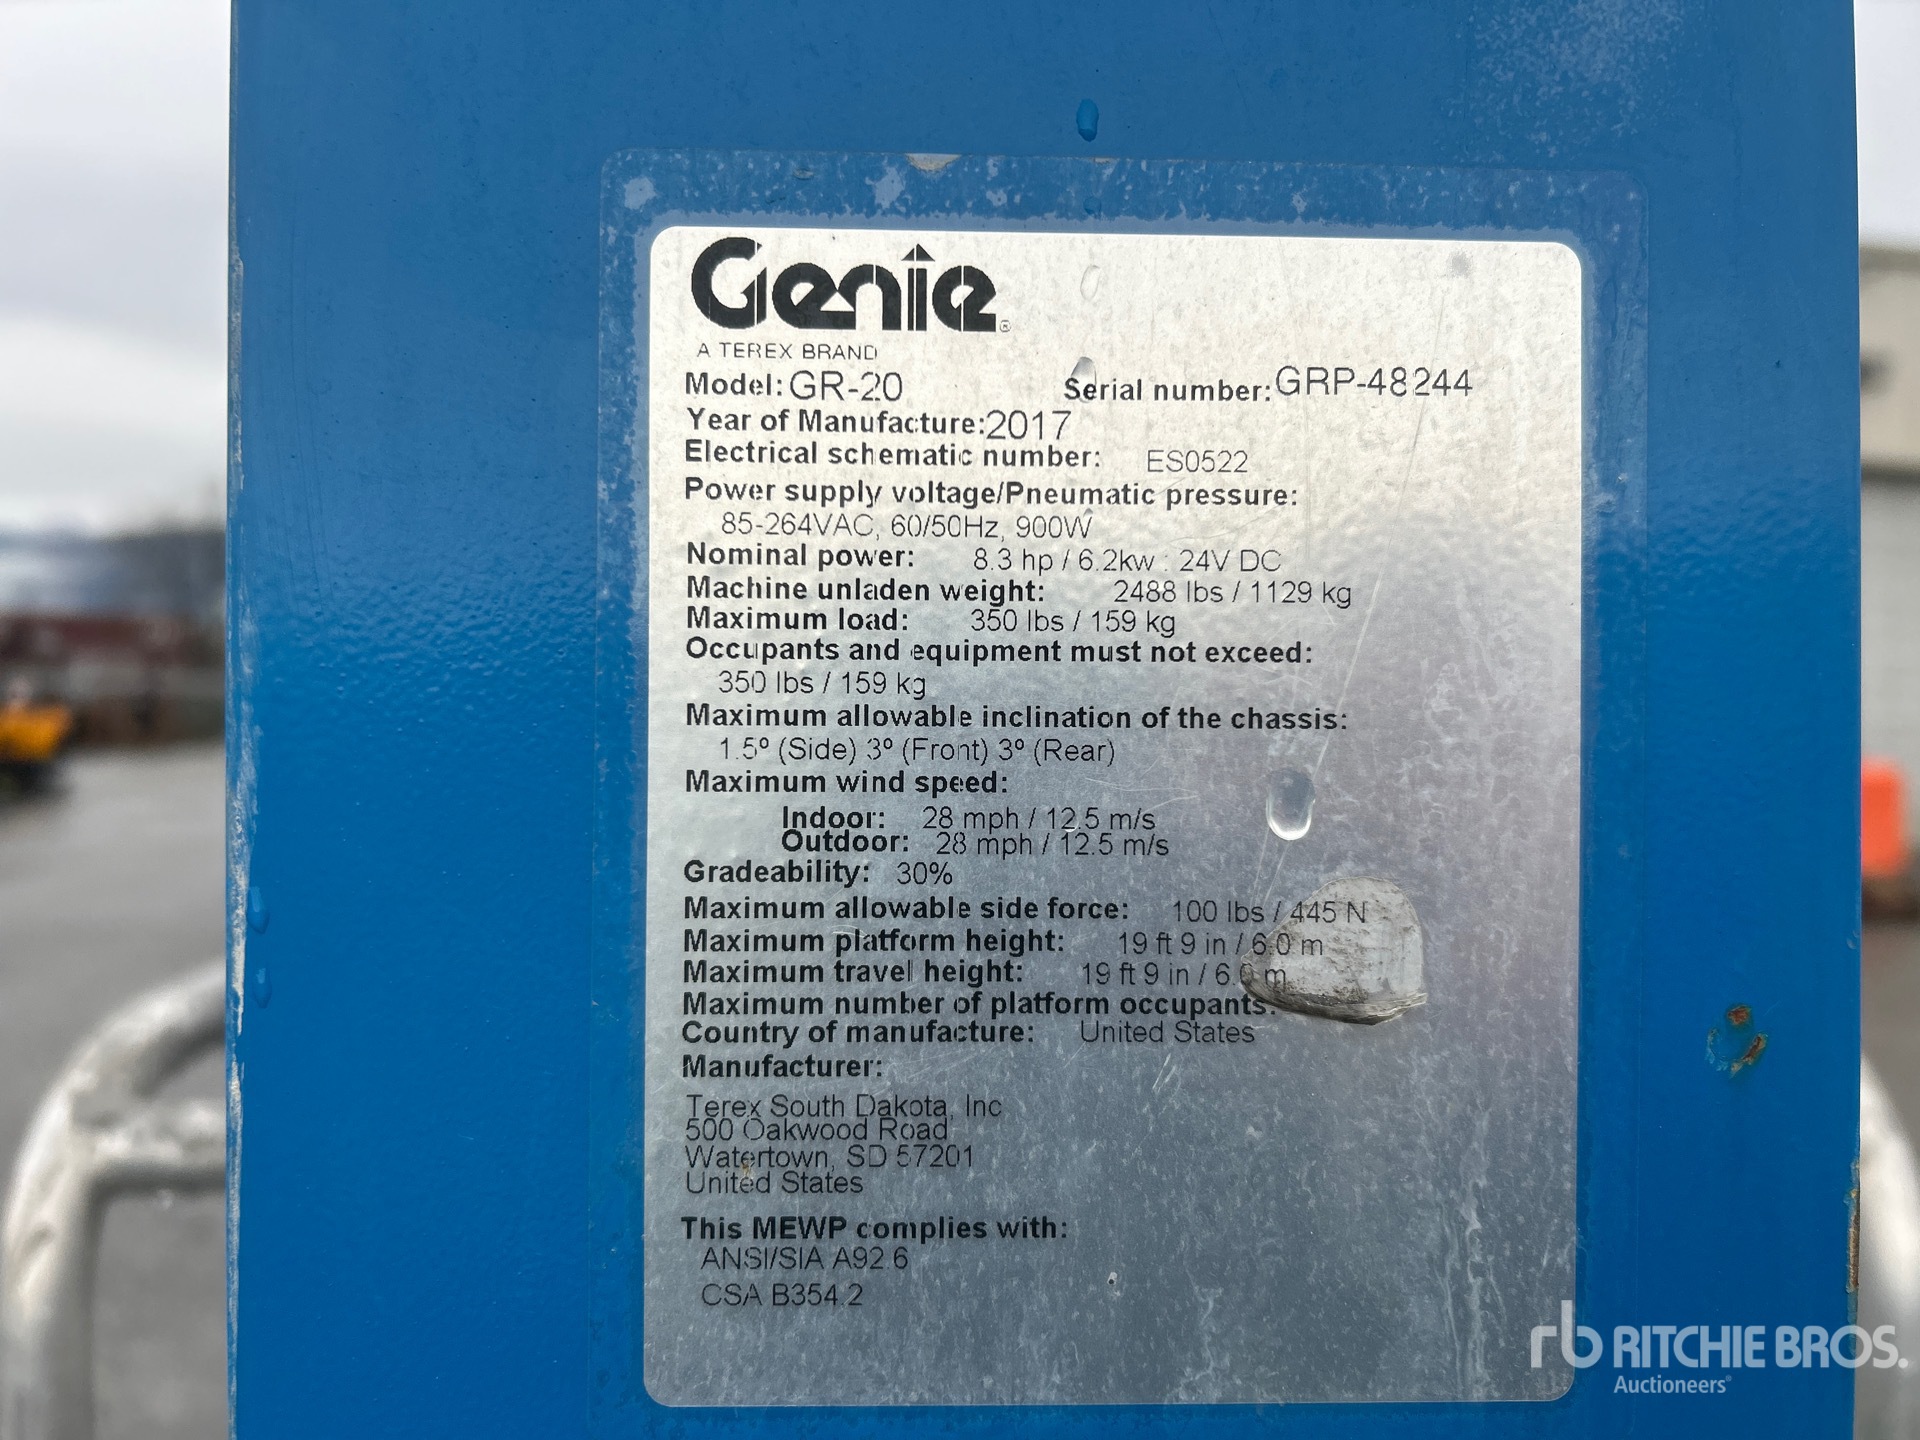 Genie®
A TEREX BRAND
Model: GR-20 Serial number: GRP-48244
Year of Manufacture: 2017
Electrical schematic number: ES0522
Power supply voltage/Pneumatic pressure:
85-264VAC, 60/50Hz, 900W
Nominal power: 8.3 hp / 6.2kw : 24V DC
Machine unladen weight: 2488 lbs / 1129 kg
Maximum load: 350 lbs / 159 kg
Occupants and equipment must not exceed:
350 lbs / 159 kg
Maximum allowable inclination of the chassis:
1.5º (Side) 3º (Front) 3º (Rear)
Maximum wind speed:
Indoor: 28 mph / 12.5 m/s
Outdoor: 28 mph / 12.5 m/s
Gradeability: 30%
Maximum allowable side force: 100 lbs / 445 N
Maximum platform height: 19 ft 9 in / 6.0 m
Maximum travel height: 19 ft 9 in / 6.0 m
Maximum number of platform occupants:
Country of manufacture: United States
Manufacturer:
Terex South Dakota, Inc
500 Oakwood Road
Watertown, SD 57201
United States
This MEWP complies with:
ANSI/SIA A92.6
CSA B354.2
rb RITCHIE BROS.
Auctioneers®